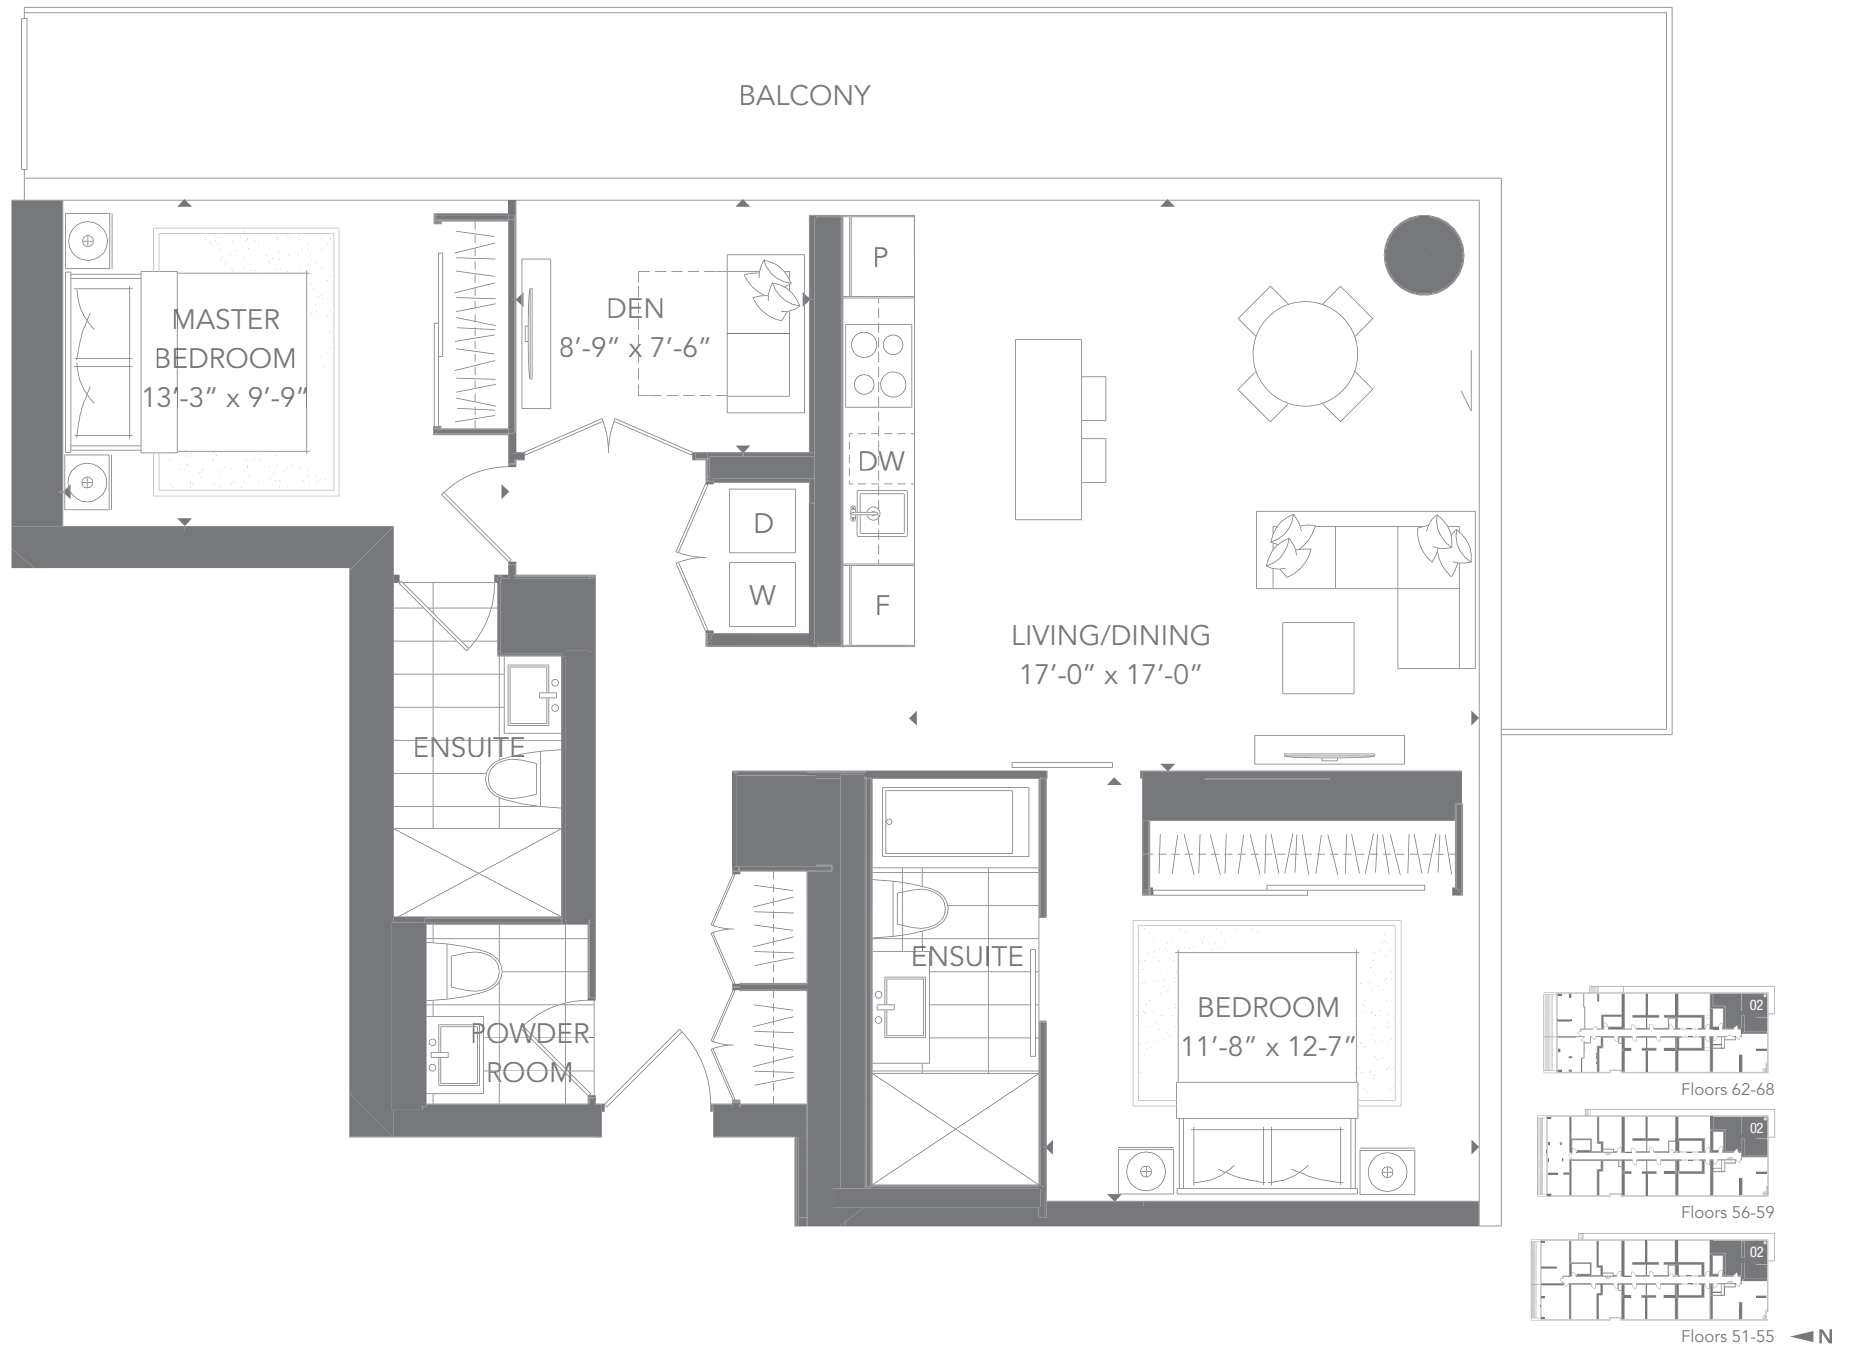 BALCONY
MASTER
BEDROOM
13’-3” x 9’-9”
DEN
8’-9” x 7’-6”
P
DW
D
W
F
LIVING/DINING
17’-0” x 17’-0”
ENSUITE
ENSUITE
POWDER
ROOM
BEDROOM
11’-8” x 12-7”
02
Floors 62-68
02
Floors 56-59
02
Floors 51-55
N